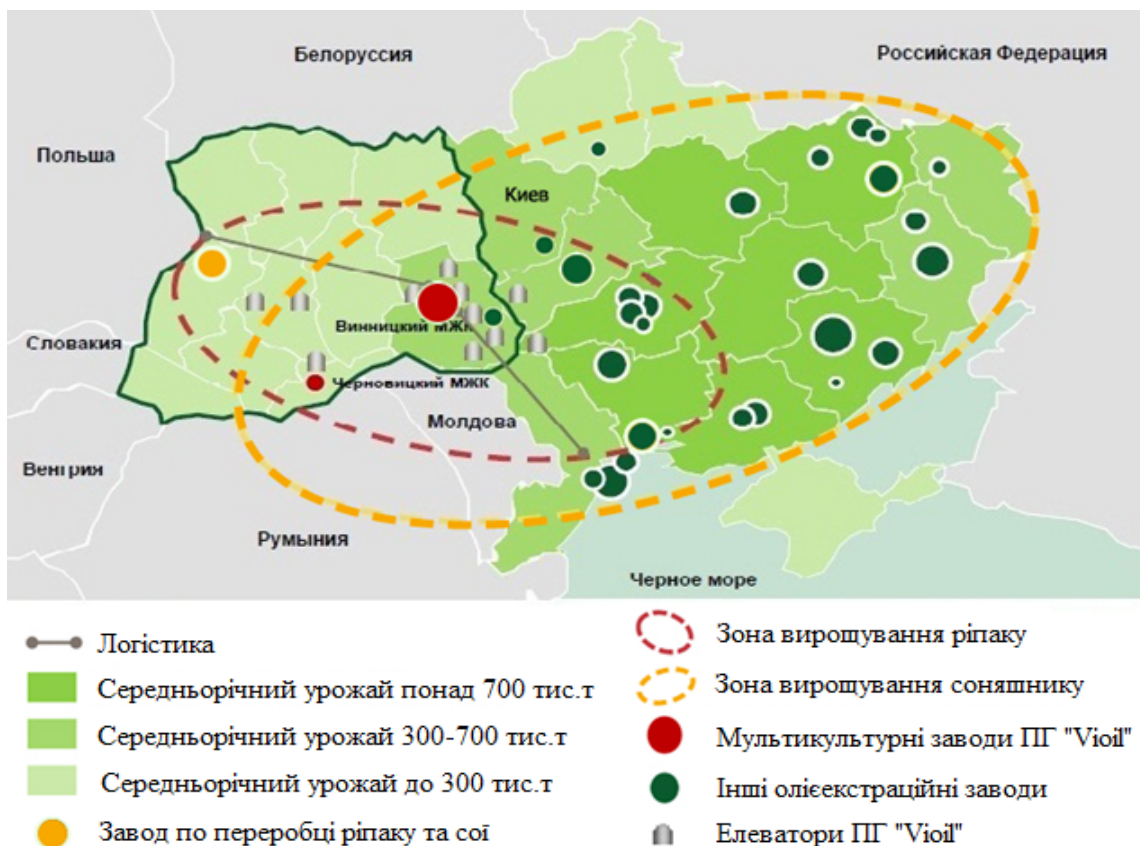 Белоруссия
Российская Федерация
Польша
Киев
Винницкий МЖК
Словакия
Черновицкий МЖК
Молдова
Венгрия
Румыния
Черное море
Логістика
Середньорічний урожай понад 700 тис.т
Середньорічний урожай 300-700 тис.т
Середньорічний урожай до 300 тис.т
Завод по переробці ріпаку та сої
Зона вирощування ріпаку
Зона вирощування соняшнику
Мультикультурні заводи ПГ "Vioil"
Інші олієекстраційні заводи
Елеватори ПГ "Vioil"